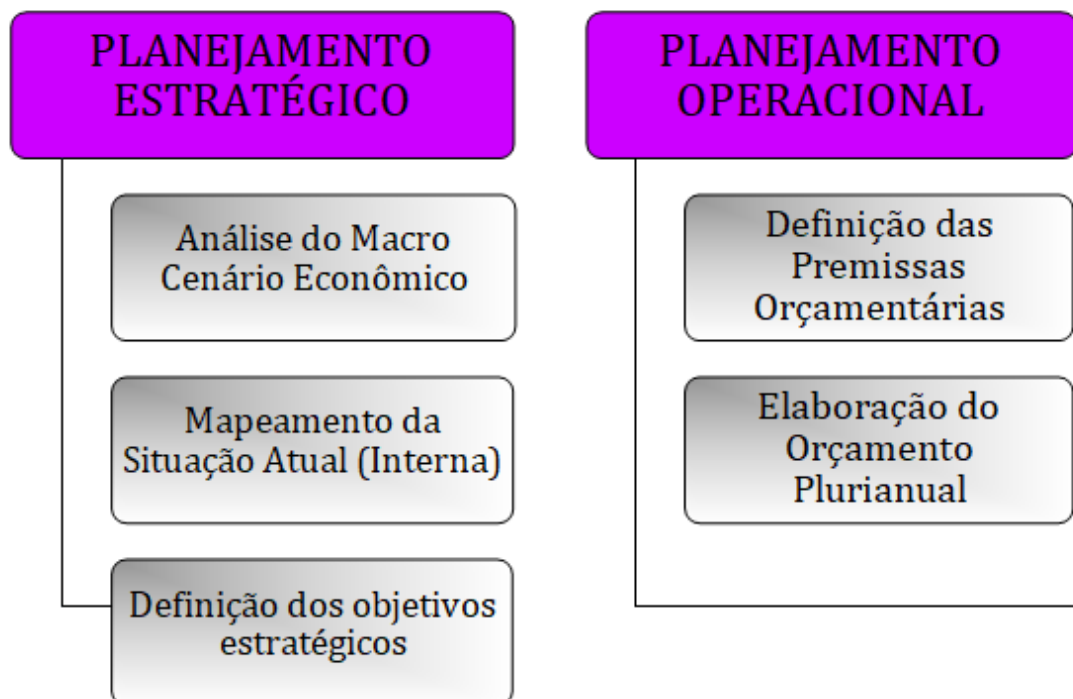 PLANEJAMENTO
ESTRATÉGICO
Análise do Macro
Cenário Econômico
Mapeamento da
Situação Atual (Interna)
Definição dos objetivos
estratégicos
PLANEJAMENTO
OPERACIONAL
Definição das
Premissas
Orçamentárias
Elaboração do
Orçamento
Plurianual